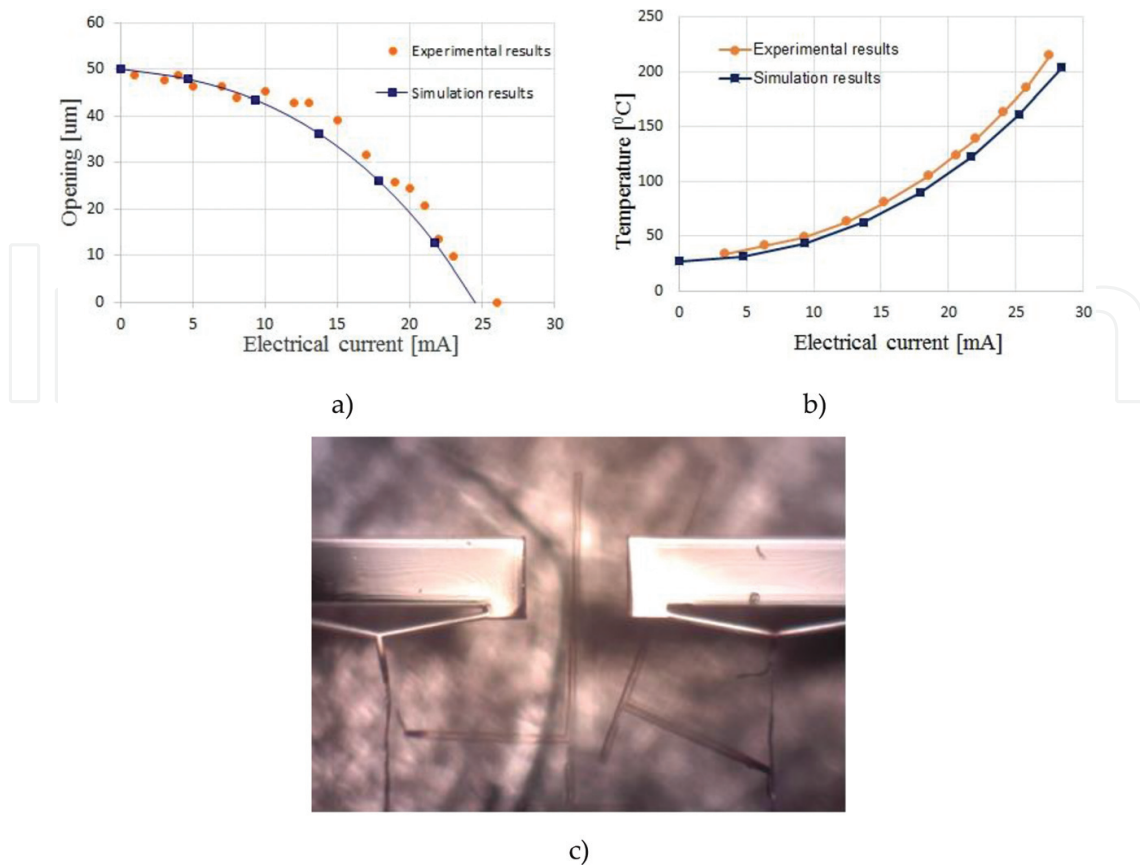 60
50
40
30
20
10
0
0 5 10 15 20 25 30
Opening [um]
Electrical current [mA]
Experimental results
Simulation results
a)
250
200
150
100
50
0
0 5 10 15 20 25 30
Temperature [⁰C]
Electrical current [mA]
Experimental results
Simulation results
b)
c)